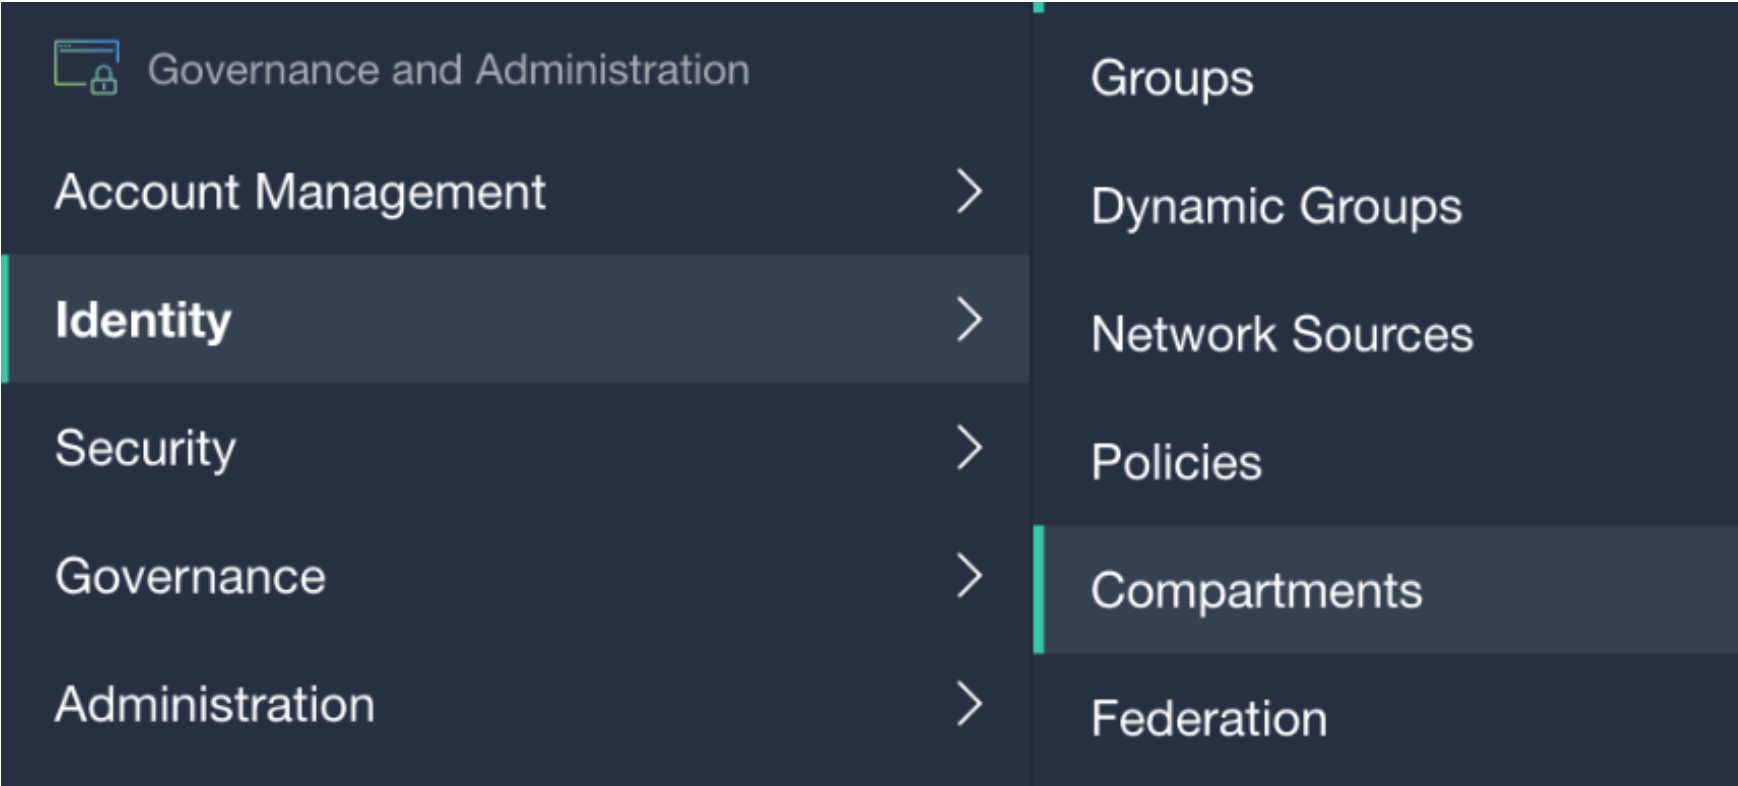 Governance and Administration
Account Management
Identity
Security
Governance
Administration
Groups
Dynamic Groups
Network Sources
Policies
Compartments
Federation